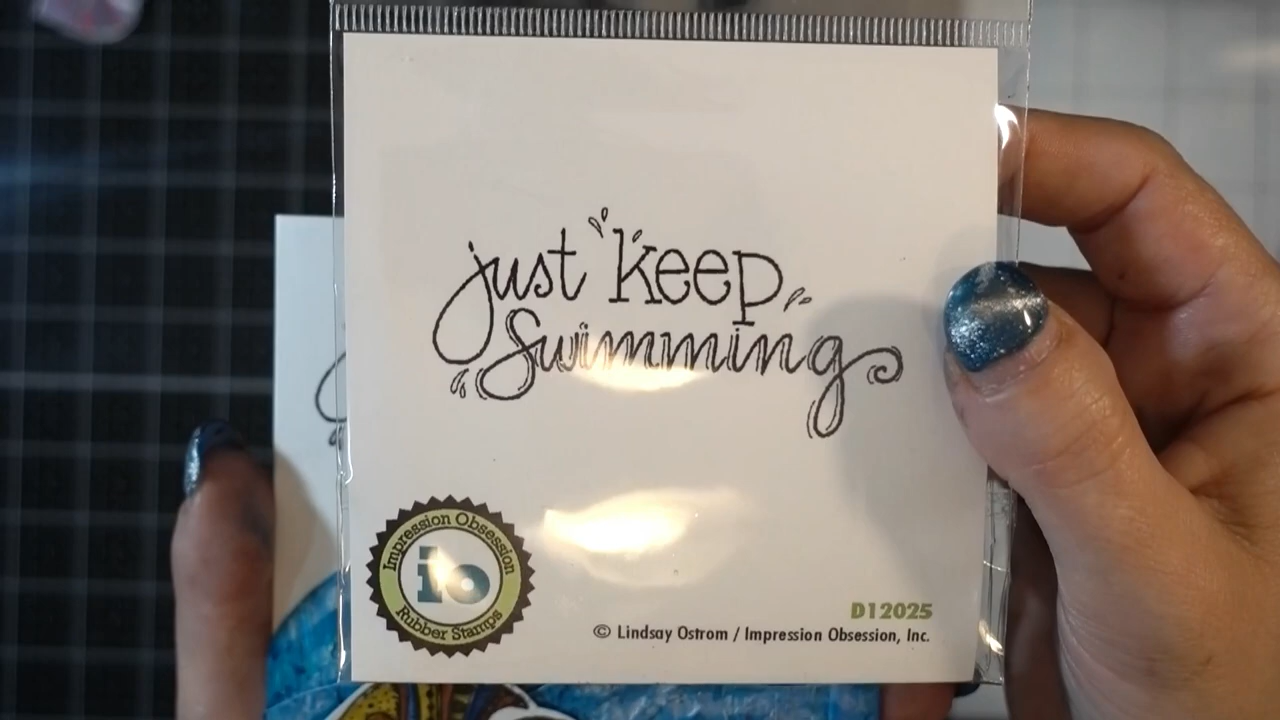 just keep
Swimming
Impression Obsession
io
Rubber Stamps
D12025
© Lindsay Ostrom / Impression Obsession, Inc.